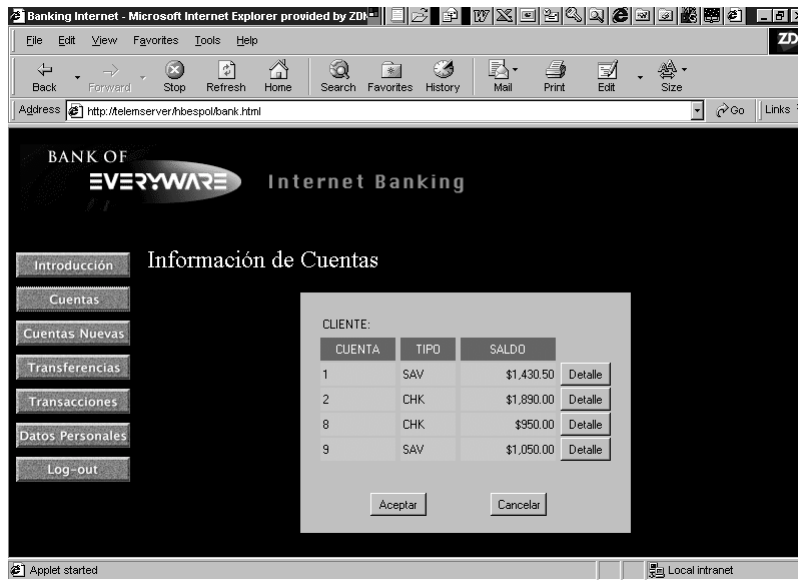 Banking Internet - Microsoft Internet Explorer provided by ZDN
File Edit View Favorites Tools Help
Back Forward Stop Refresh Home Search Favorites History Mail Print Edit Size
Address http://telemserver/hbespol/bank.html Go Links
BANK OF
EVERYWARE Internet Banking
Información de Cuentas
Introducción
Cuentas
Cuentas Nuevas
Transferencias
Transacciones
Datos Personales
Log-out
CLIENTE:
CUENTA TIPO SALDO
1 SAV $1,430.50 Detalle
2 CHK $1,890.00 Detalle
8 CHK $950.00 Detalle
9 SAV $1,050.00 Detalle
Aceptar Cancelar
Applet started Local intranet